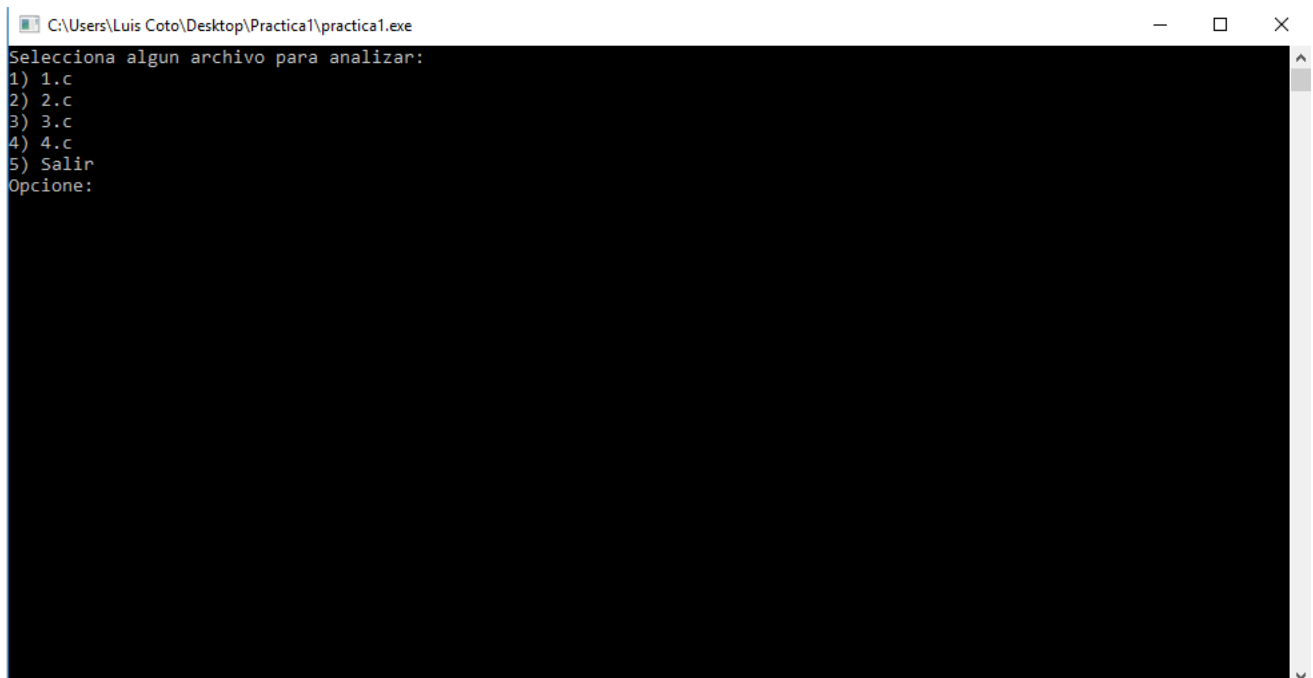 C:\Users\Luis Coto\Desktop\Practica1\practica1.exe
Selecciona algun archivo para analizar:
1) 1.c
2) 2.c
3) 3.c
4) 4.c
5) Salir
Opcione: